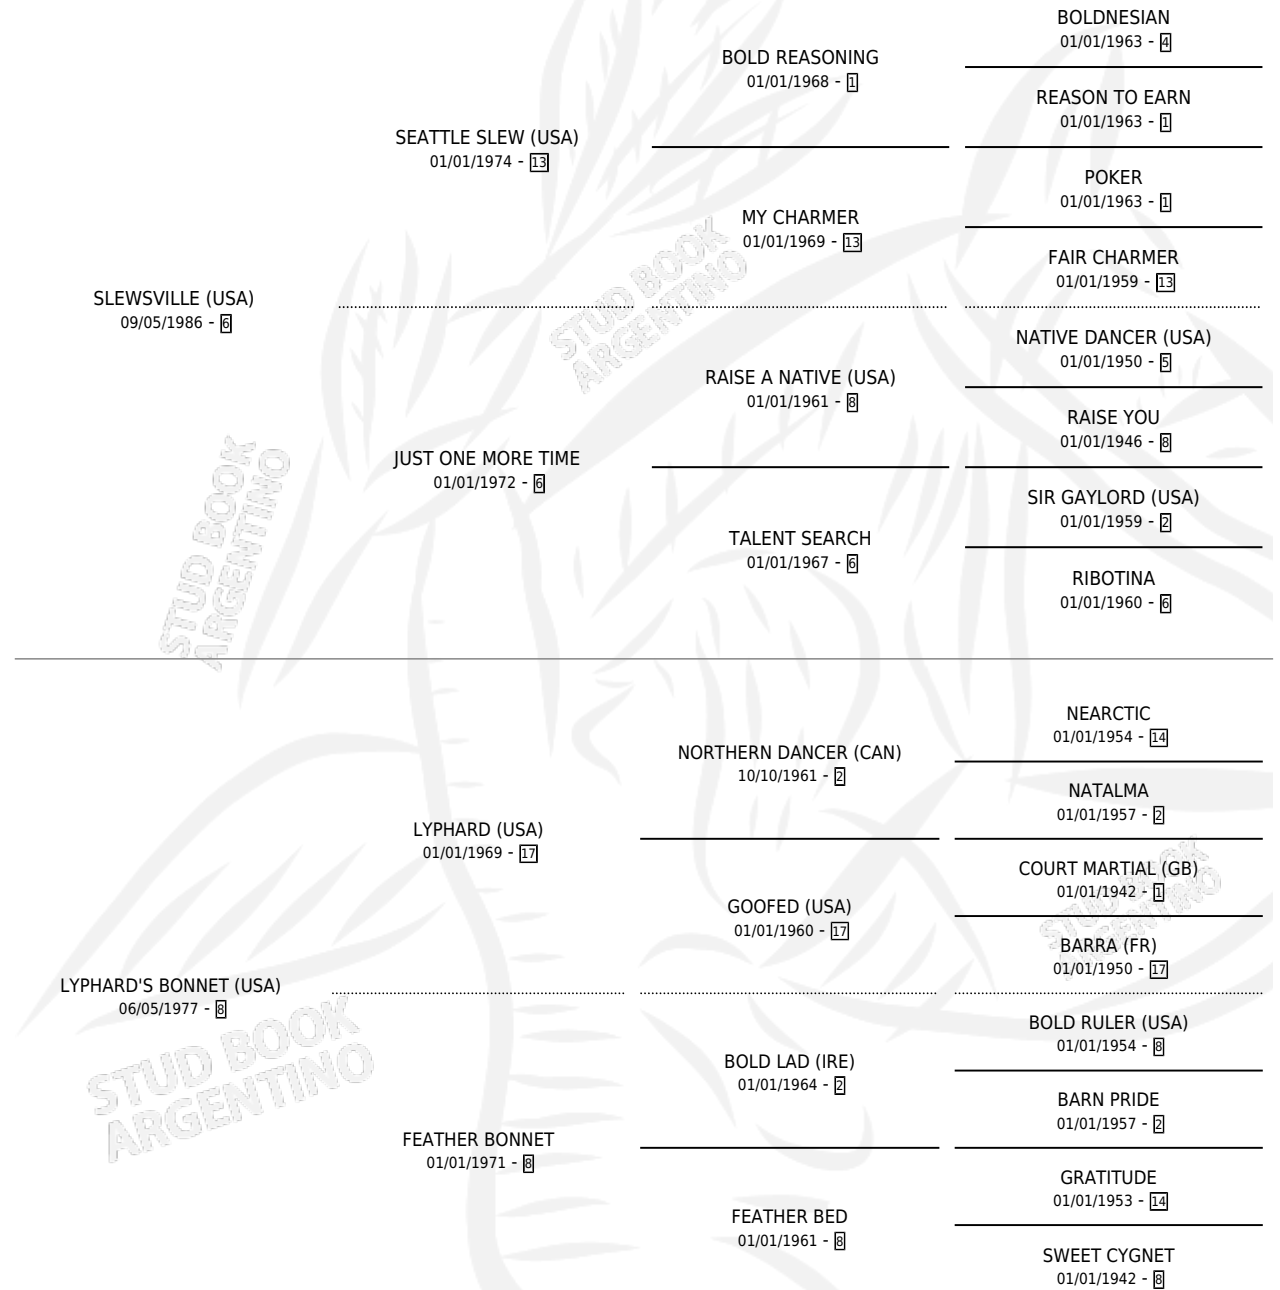 BOLDNESIAN
01/01/1963 - 4
BOLD REASONING
01/01/1968 - 1
REASON TO EARN
01/01/1963 - 1
SEATTLE SLEW (USA)
01/01/1974 - 13
POKER
01/01/1963 - 1
MY CHARMER
01/01/1969 - 13
FAIR CHARMER
01/01/1959 - 13
SLEWSVILLE (USA)
09/05/1986 - 6
NATIVE DANCER (USA)
01/01/1950 - 5
RAISE A NATIVE (USA)
01/01/1961 - 8
RAISE YOU
01/01/1946 - 8
JUST ONE MORE TIME
01/01/1972 - 6
SIR GAYLORD (USA)
01/01/1959 - 2
TALENT SEARCH
01/01/1967 - 6
RIBOTINA
01/01/1960 - 6
NEARCTIC
01/01/1954 - 14
NORTHERN DANCER (CAN)
10/10/1961 - 2
NATALMA
01/01/1957 - 2
LYPHARD (USA)
01/01/1969 - 17
COURT MARTIAL (GB)
01/01/1942 - 1
GOOFED (USA)
01/01/1960 - 17
BARRA (FR)
01/01/1950 - 17
LYPHARD'S BONNET (USA)
06/05/1977 - 8
BOLD RULER (USA)
01/01/1954 - 8
BOLD LAD (IRE)
01/01/1964 - 2
BARN PRIDE
01/01/1957 - 2
FEATHER BONNET
01/01/1971 - 8
GRATITUDE
01/01/1953 - 14
FEATHER BED
01/01/1961 - 8
SWEET CYGNET
01/01/1942 - 8
STUD BOOK
ARGENTINO
STUD BOOK
ARGENTINO
STUD BOOK
ARGENTINO
STUD BOOK
ARGENTINO